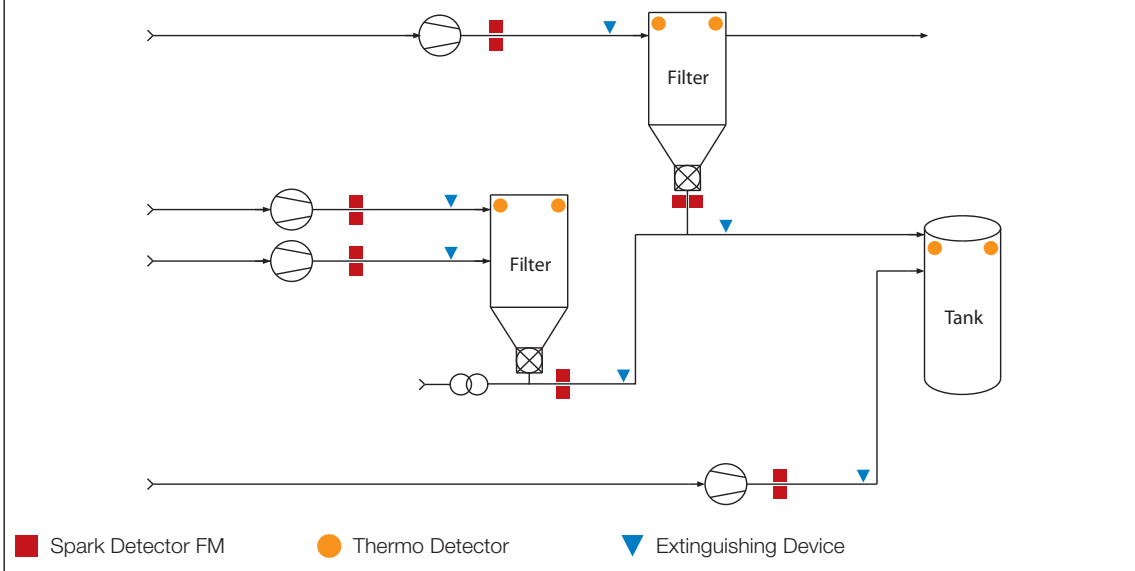 Filter
Filter
Tank
Spark Detector FM
Thermo Detector
Extinguishing Device